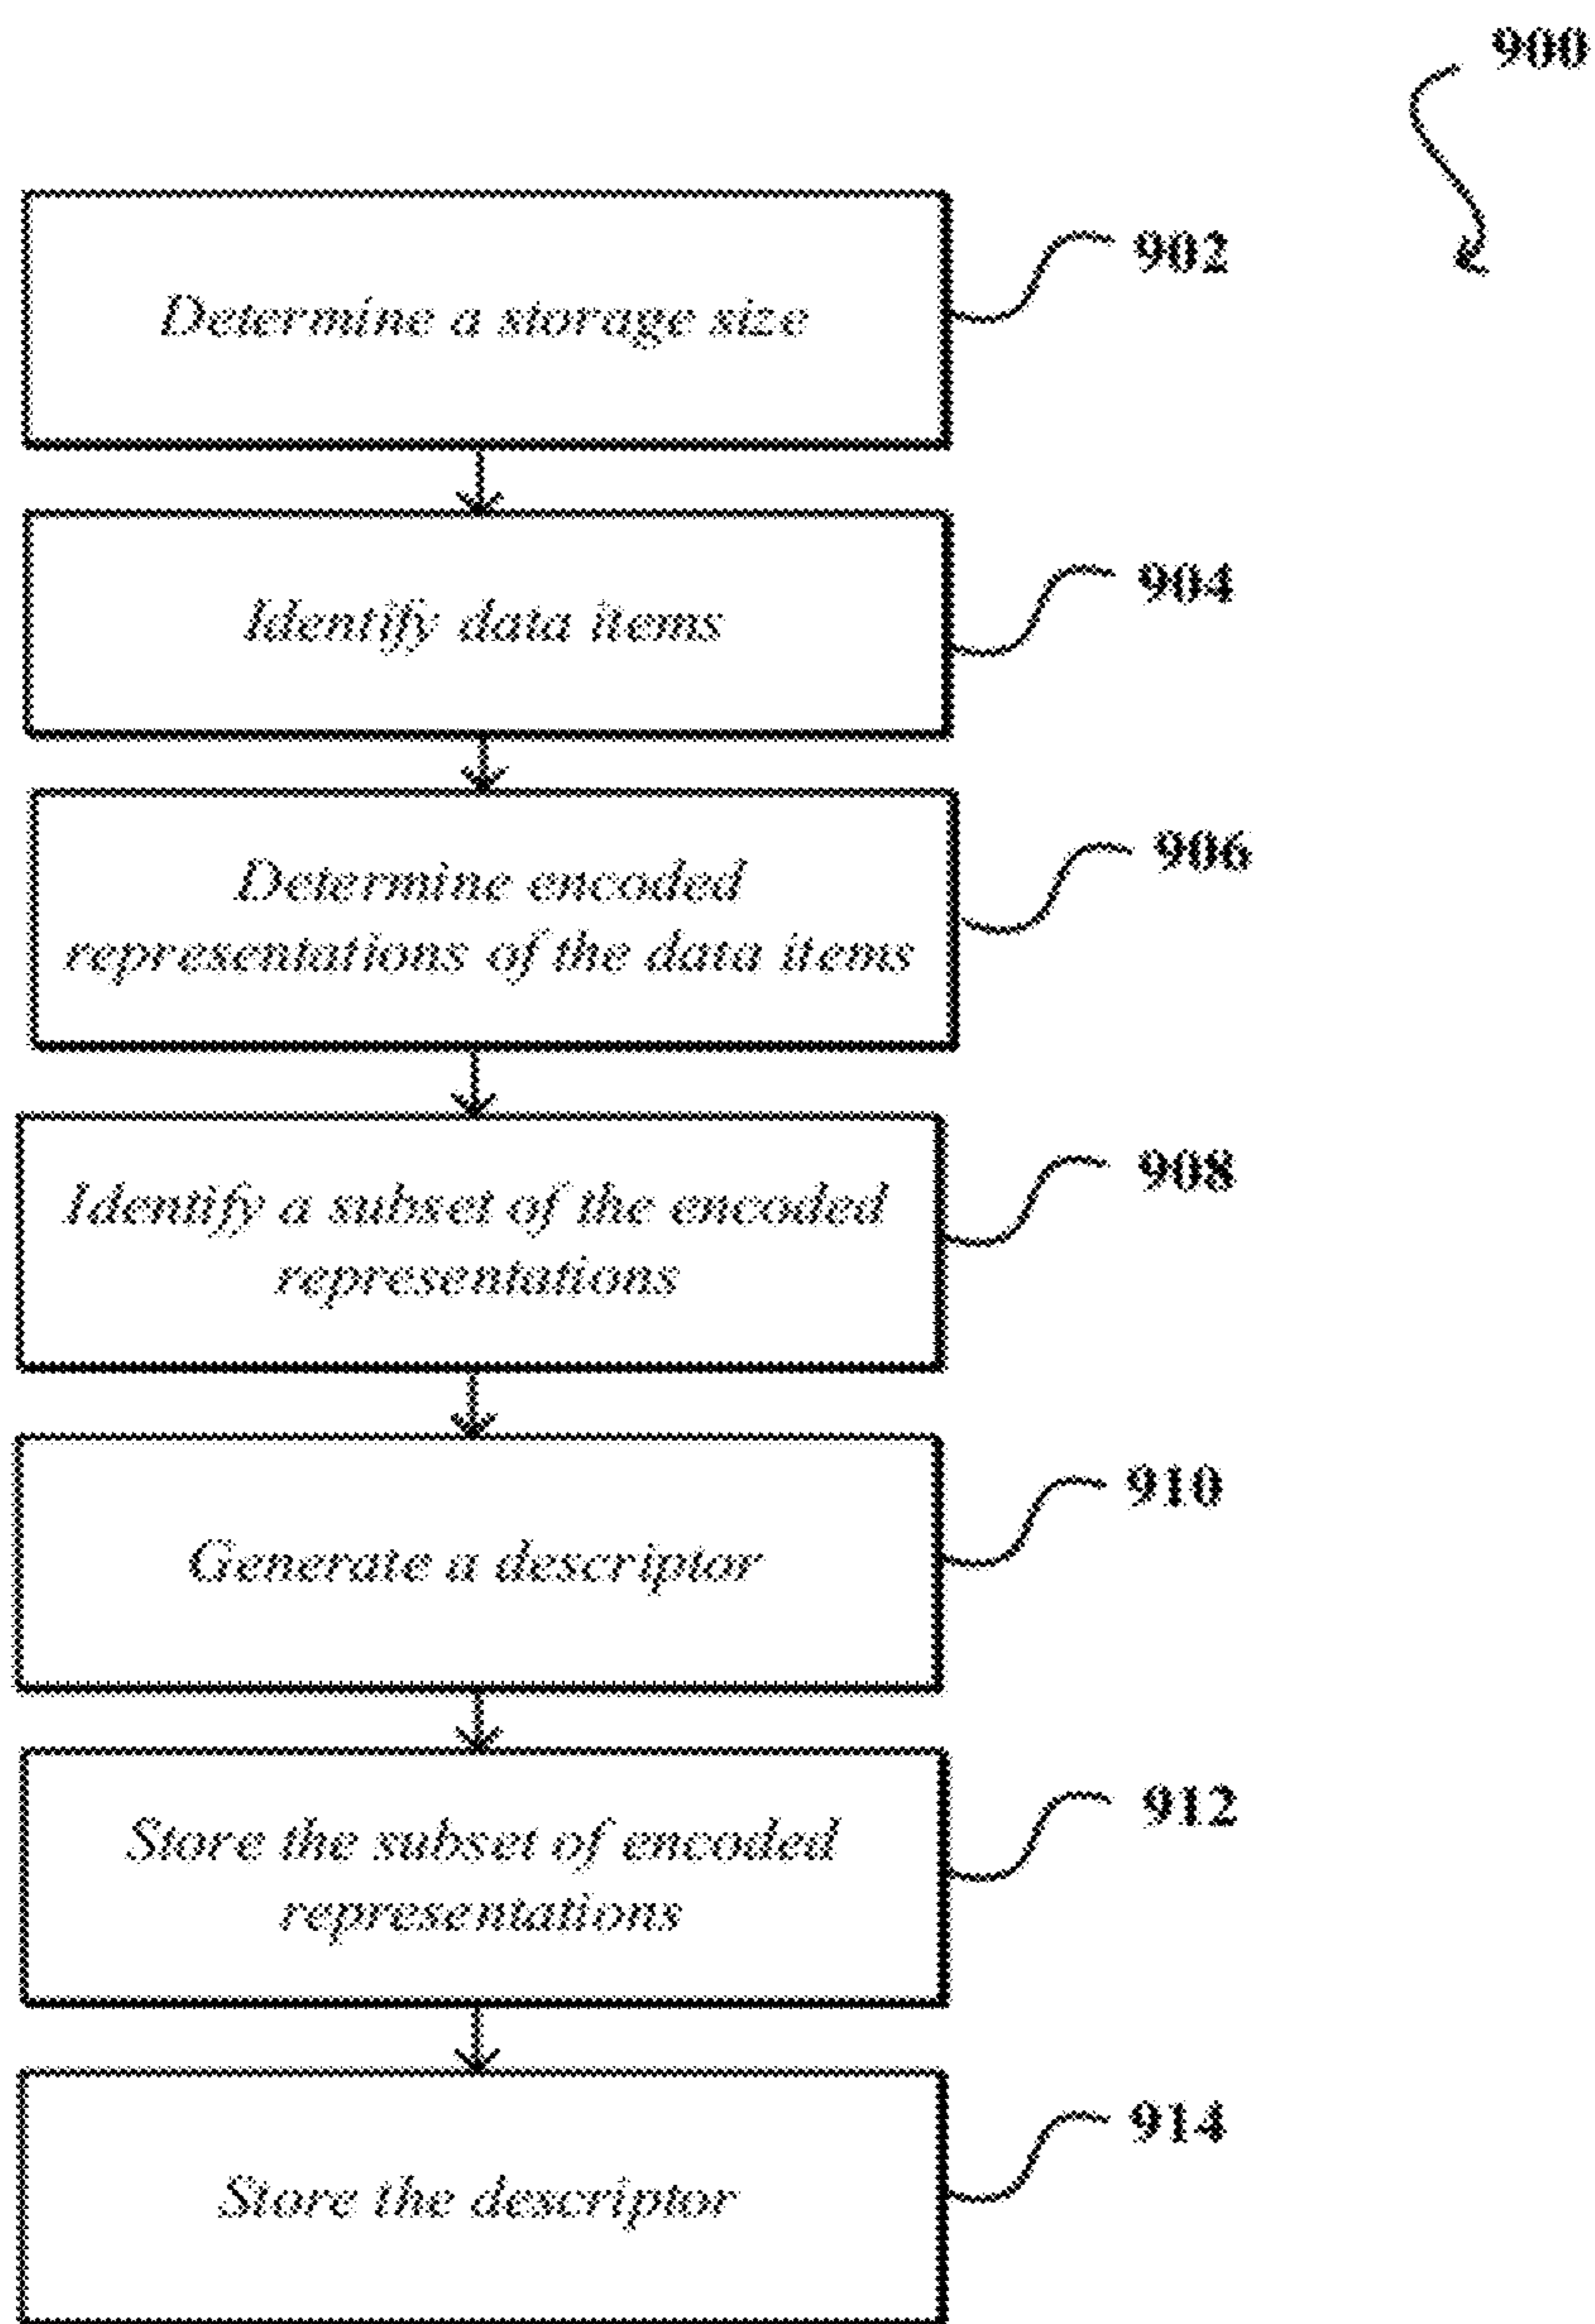 900
Determine a storage size
902
Identify data items
904
Determine encoded
representations of the data items
906
Identify a subset of the encoded
representations
908
Generate a descriptor
910
Store the subset of encoded
representations
912
Store the descriptor
914